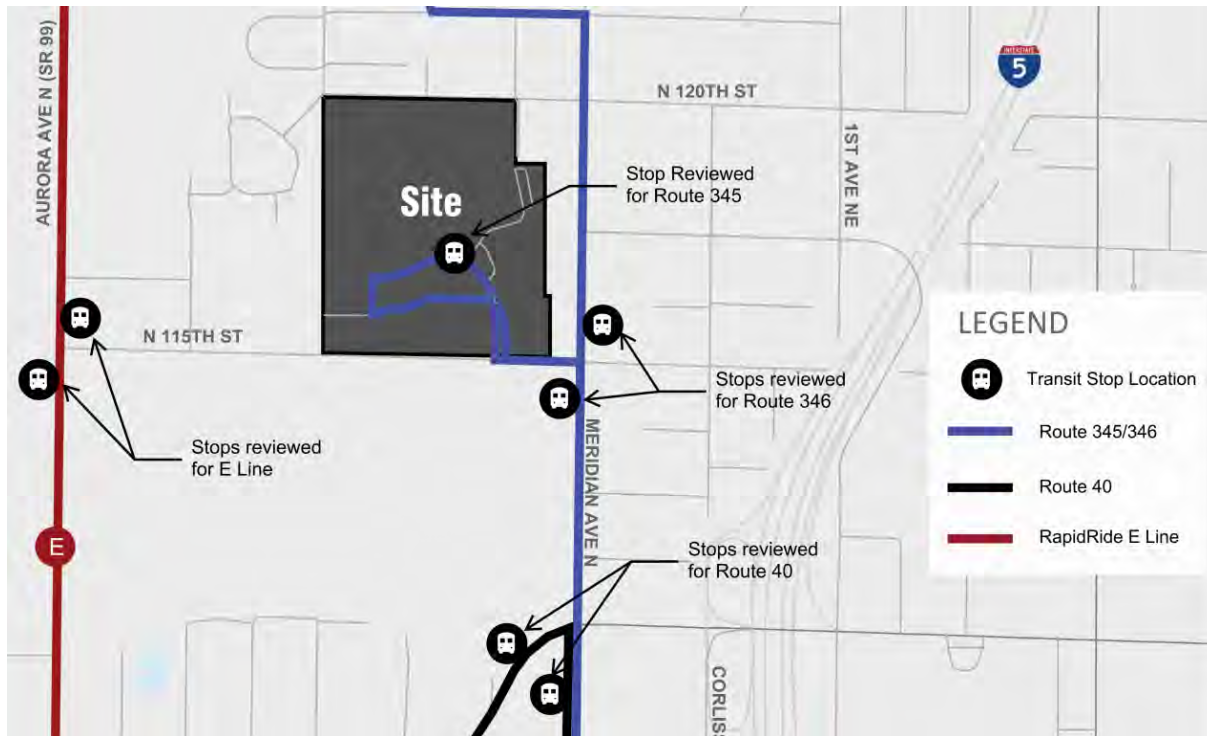 AURORA AVE N (SR 99)
INTERSTATE
5
N 120TH ST
1ST AVE NE
Stop Reviewed
for Route 345
Site
N 115TH ST
LEGEND
Transit Stop Location
Route 345/346
Route 40
RapidRide E Line
Stops reviewed
for Route 346
Stops reviewed
for E Line
MERIDIAN AVE N
E
Stops reviewed
for Route 40